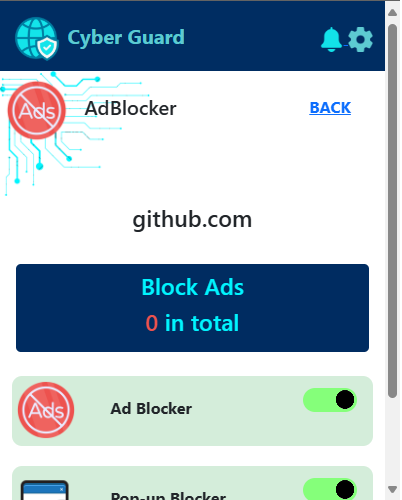 Cyber Guard
Ads
AdBlocker
BACK
github.com
Block Ads
0 in total
Ads
Ad Blocker
Pop-up Blocker